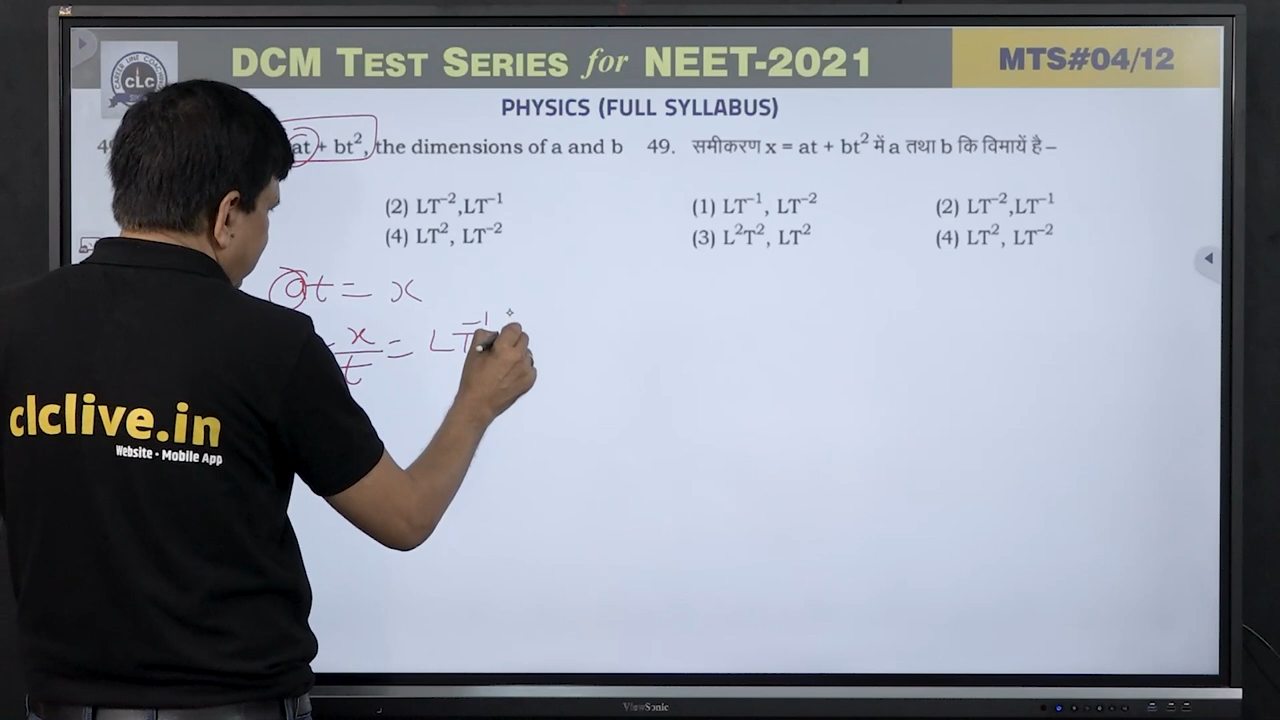 DCM TEST SERIES for NEET-2021
MTS#04/12
CLC
PHYSICS (FULL SYLLABUS)
at + bt², the dimensions of a and b
(2) LT⁻²,LT⁻¹
(4) LT², LT⁻²
49. समीकरण x = at + bt² में a तथा b कि विमायें है –
(1) LT⁻¹, LT⁻² (2) LT⁻²,LT⁻¹
(3) L²T², LT² (4) LT², LT⁻²
at = x
x/t = LT⁻¹
clclive.in
Website · Mobile App
ViewSonic